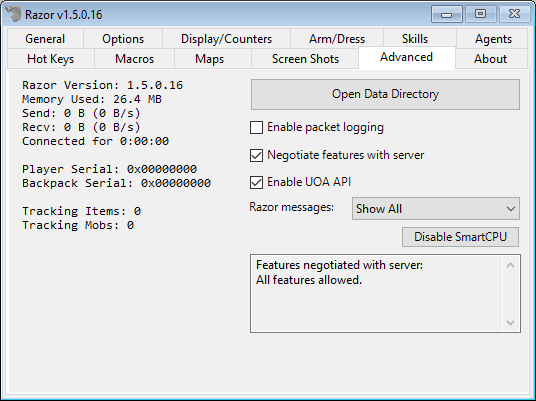 Razor v1.5.0.16
General Options Display/Counters Arm/Dress Skills Agents
Hot Keys Macros Maps Screen Shots Advanced About
Razor Version: 1.5.0.16
Memory Used: 26.4 MB
Send: 0 B (0 B/s)
Recv: 0 B (0 B/s)
Connected for 0:00:00
Player Serial: 0x00000000
Backpack Serial: 0x00000000
Tracking Items: 0
Tracking Mobs: 0
Open Data Directory
Enable packet logging
Negotiate features with server
Enable UOA API
Razor messages: Show All
Disable SmartCPU
Features negotiated with server:
All features allowed.